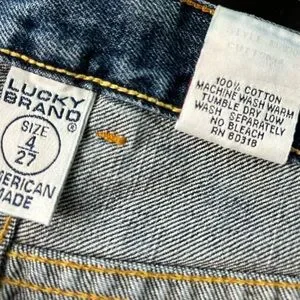 LUCKY
BRAND®
SIZE
4
27
AMERICAN
MADE
100% COTTON
MACHINE WASH WARM
TUMBLE DRY LOW
WASH SEPARATELY
NO BLEACH
RN 80318